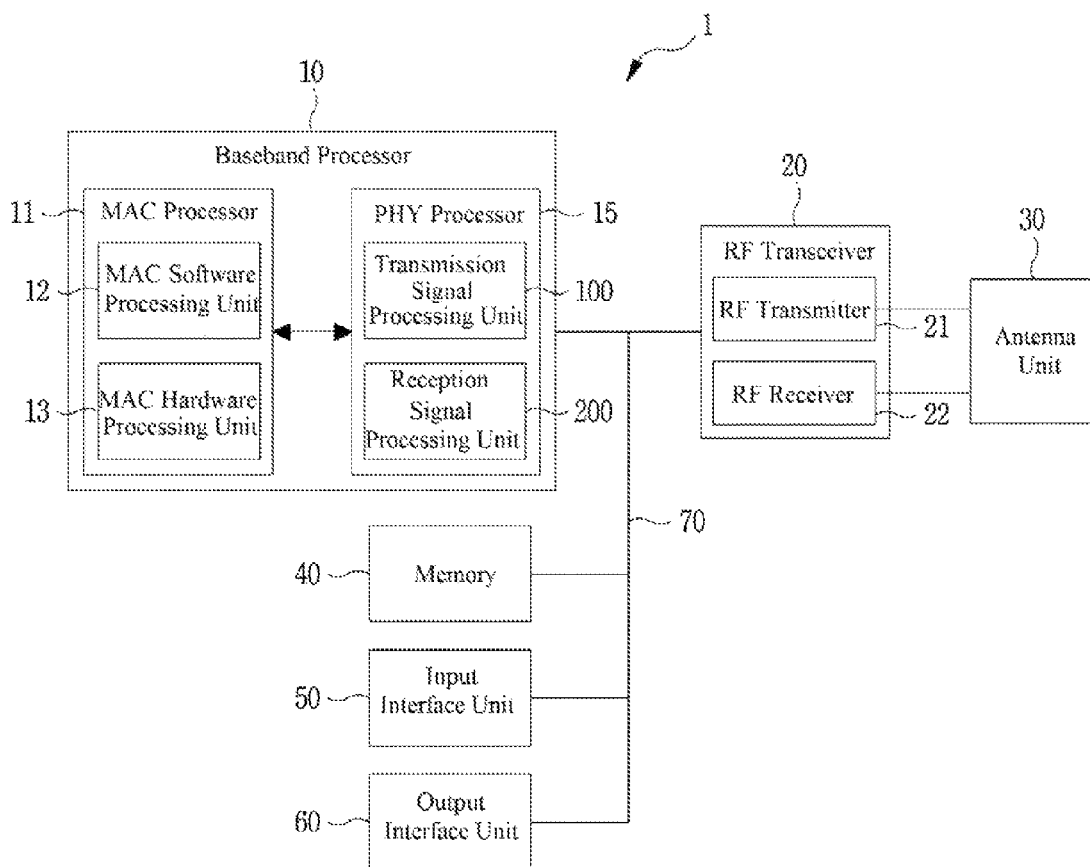 1
10
Baseband Processor
11
MAC Processor
12
MAC Software
Processing Unit
13
MAC Hardware
Processing Unit
PHY Processor
15
Transmission
Signal
Processing Unit
100
Reception
Signal
Processing Unit
200
20
RF Transceiver
RF Transmitter
21
RF Receiver
22
30
Antenna
Unit
70
40
Memory
50
Input
Interface Unit
60
Output
Interface Unit